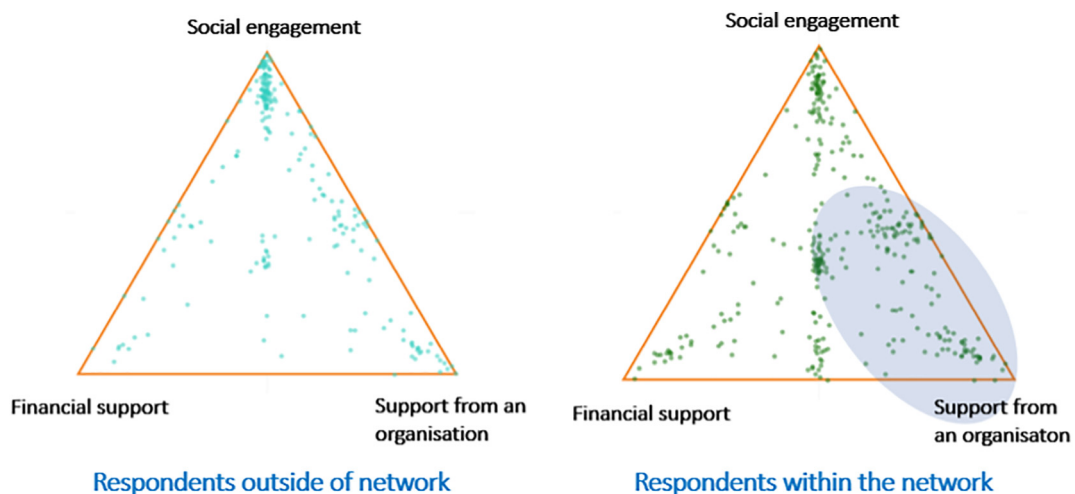 Social engagement
Financial support
Support from an
organisation
Respondents outside of network
Social engagement
Financial support
Support from
an organisaton
Respondents within the network